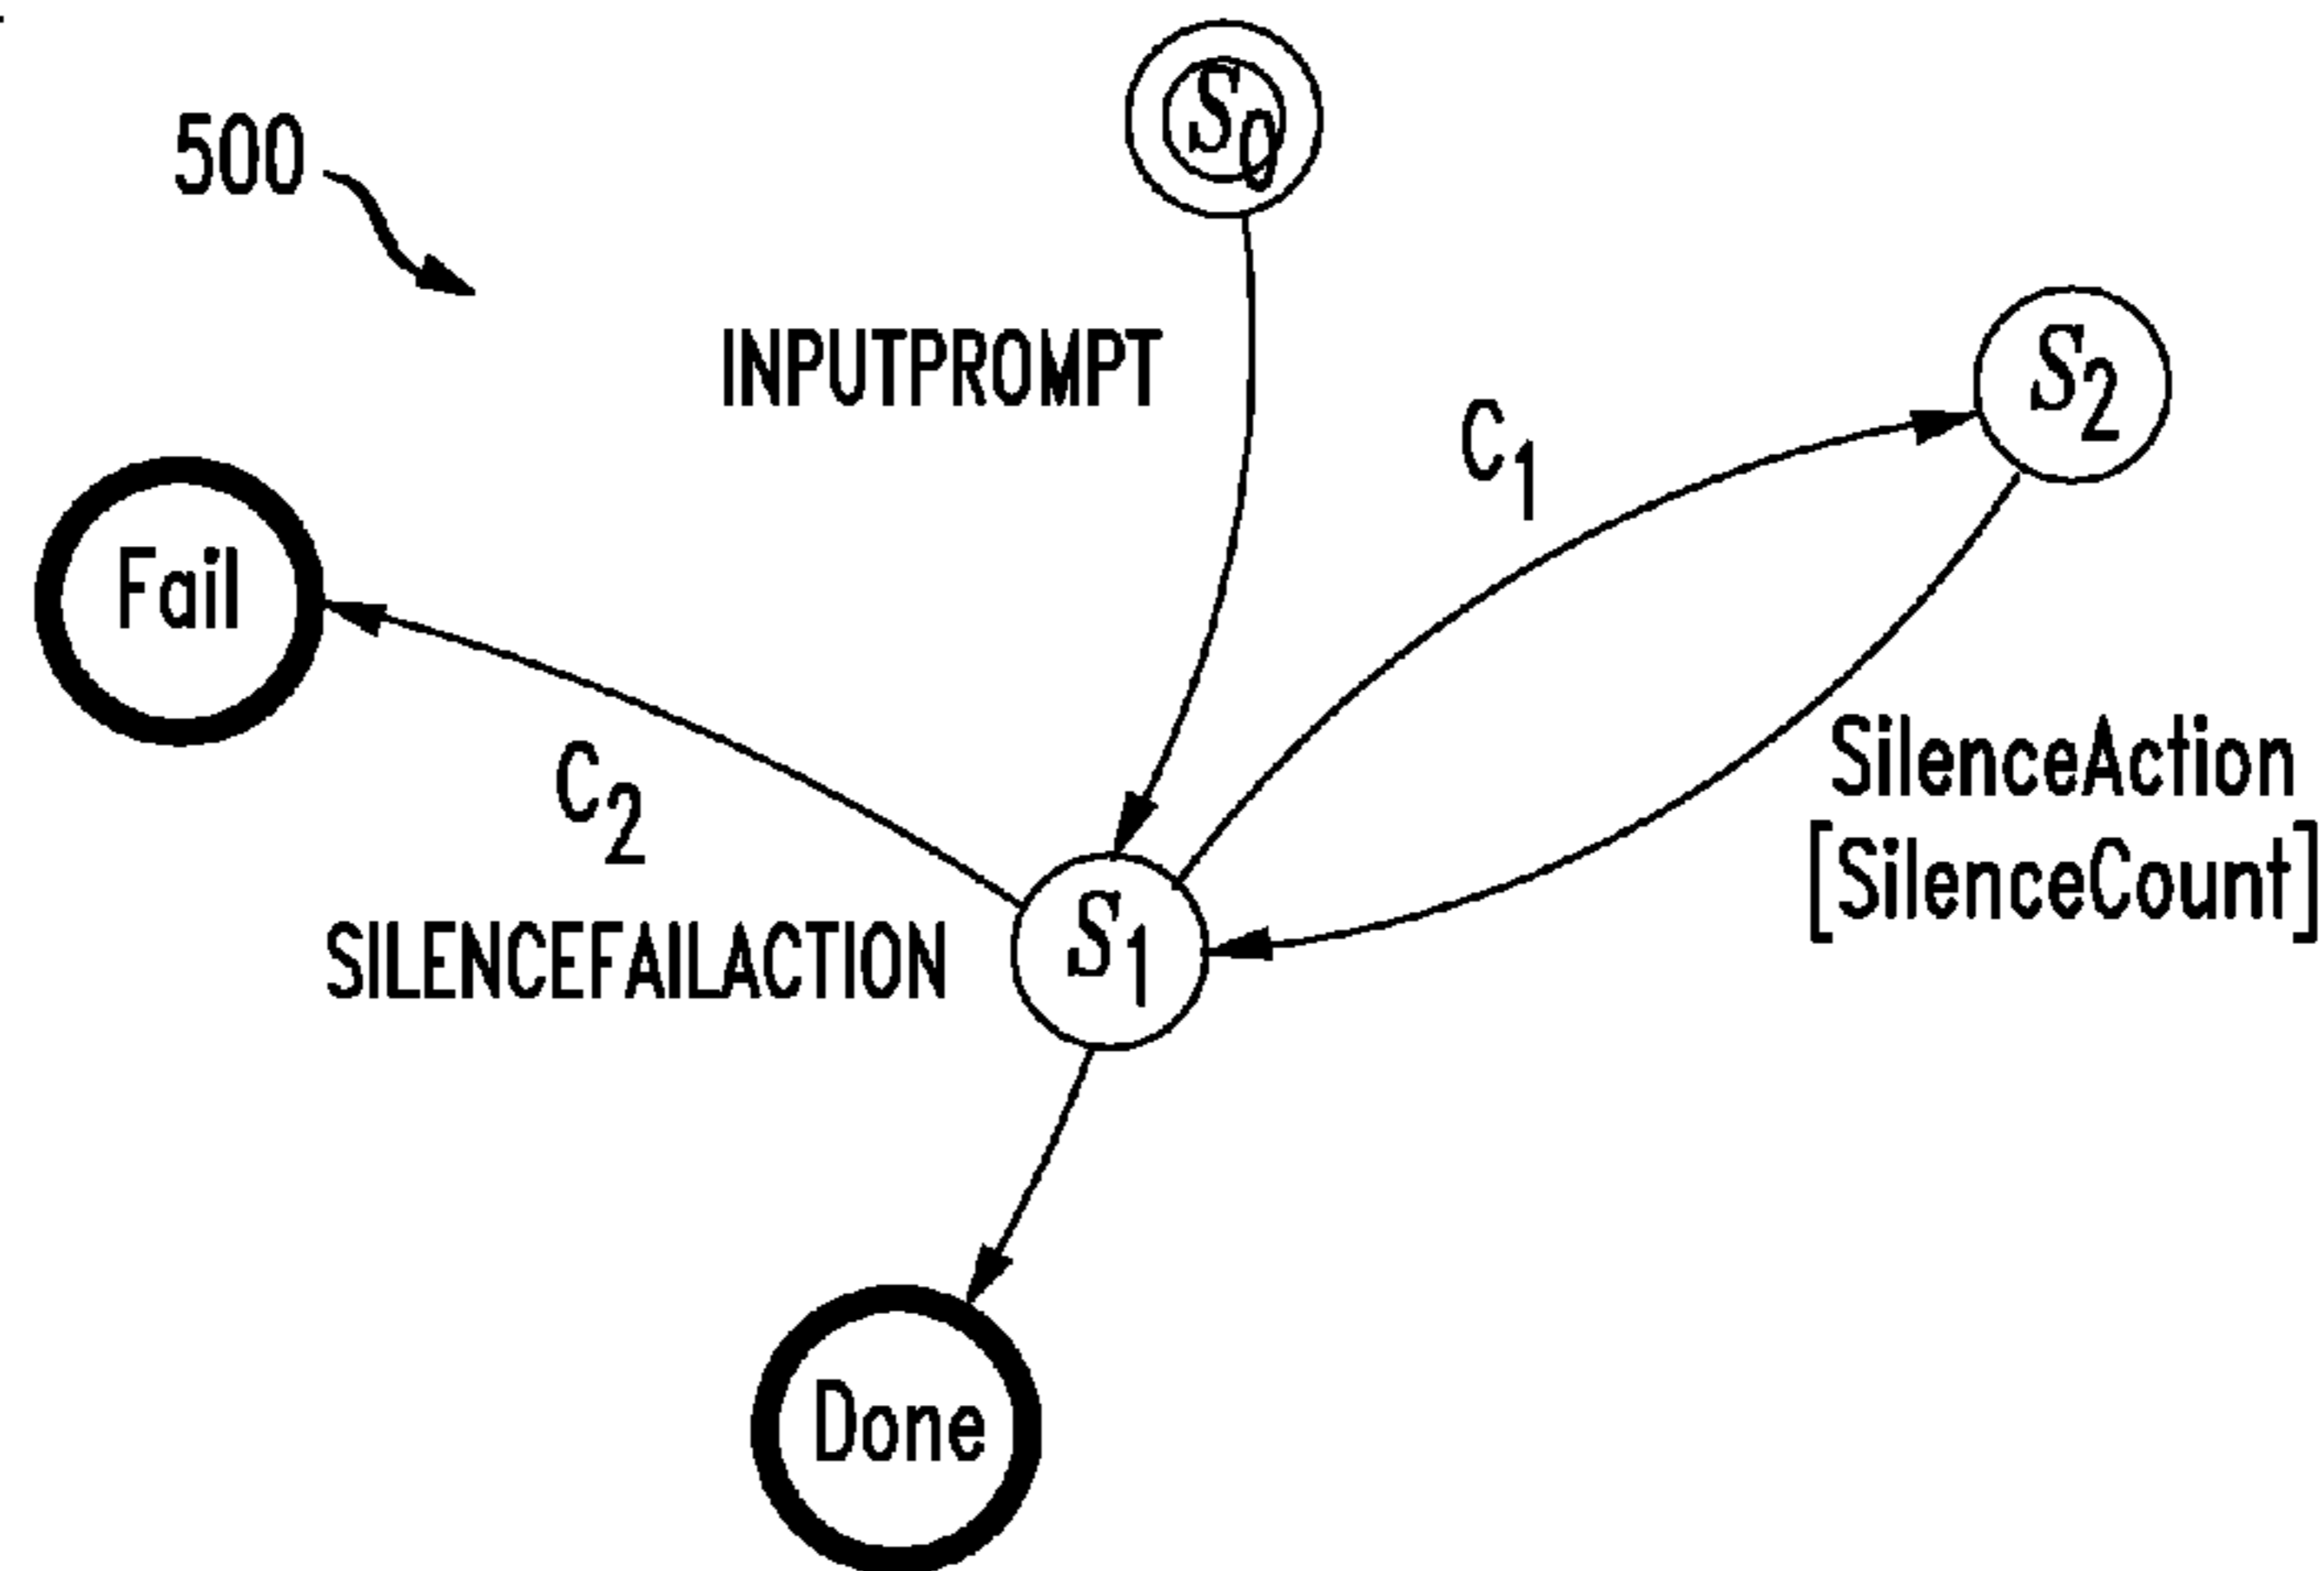 S0
500
INPUTPROMPT
S2
C1
Fail
SilenceAction
[SilenceCount]
C2
SILENCEFAILACTION
S1
Done